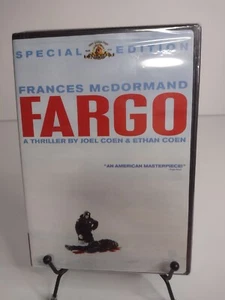 SPECIAL EDITION
FRANCES McDORMAND
FARGO
A THRILLER BY JOEL COEN & ETHAN COEN
"AN AMERICAN MASTERPIECE!"